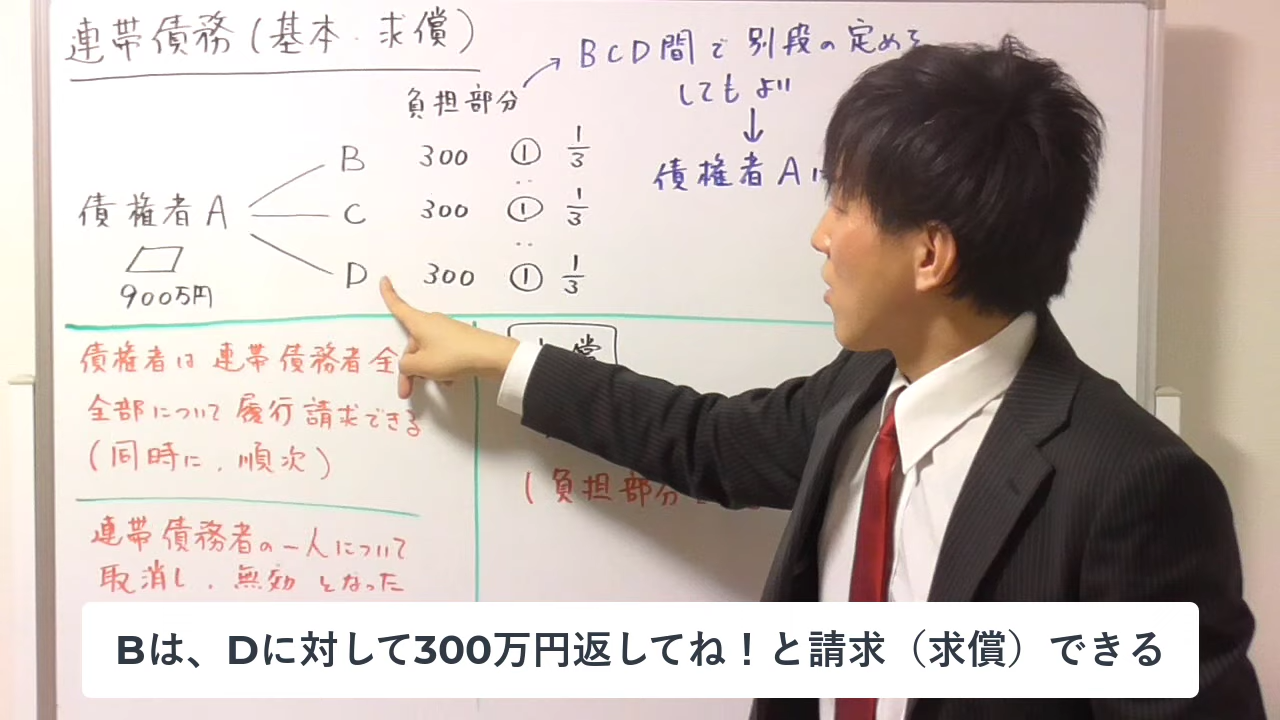 連帯債務(基本・求償)
負担部分
BCD間で別段の定めを
してもよい
↓
債権者Aは
債権者A
900万円
B 300 ① 1/3
C 300 ① 1/3
D 300 ① 1/3
債権者は連帯債務者全
全部について履行請求できる
(同時に、順次)
連帯債務者の一人について
取消し、無効となった
償
(負担部分
Bは、Dに対して300万円返してね！と請求（求償）できる